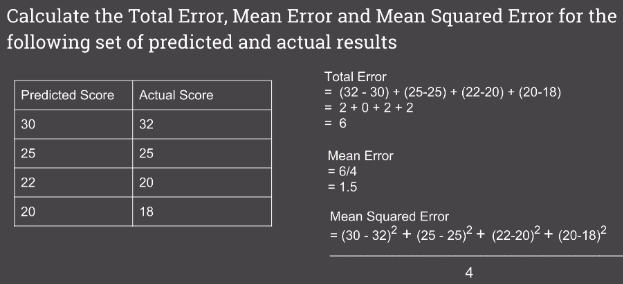 Calculate the Total Error, Mean Error and Mean Squared Error for the
following set of predicted and actual results
Predicted Score Actual Score
30 32
25 25
22 20
20 18
Total Error
= (32 - 30) + (25-25) + (22-20) + (20-18)
= 2 + 0 + 2 + 2
= 6
Mean Error
= 6/4
= 1.5
Mean Squared Error
= (30 - 32)² + (25 - 25)² + (22-20)² + (20-18)²
4